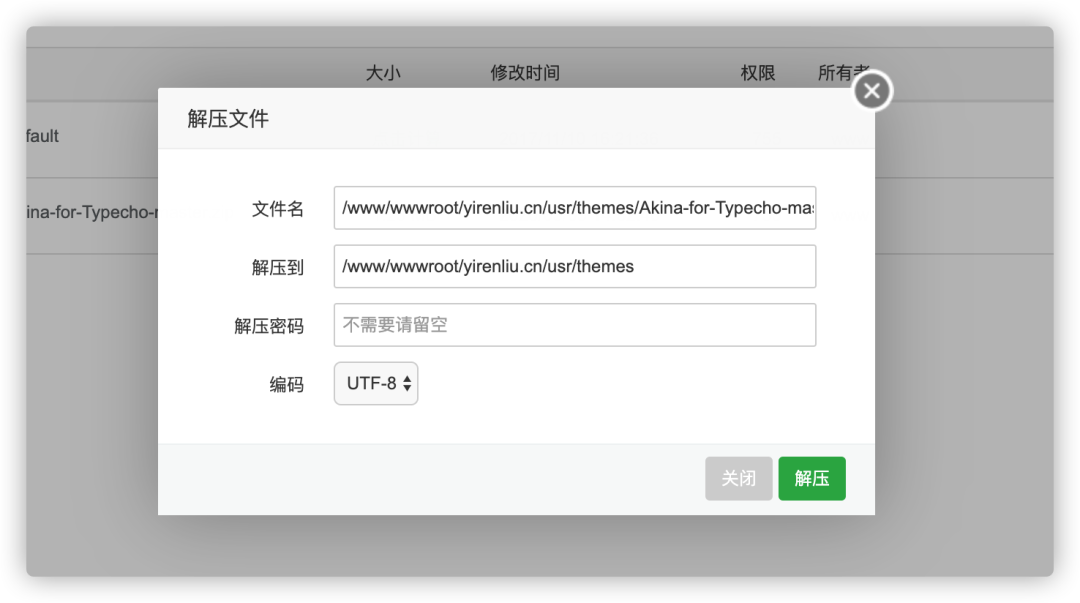 大小 修改时间 权限 所有者
解压文件
fault
文件名 /www/wwwroot/yirenliu.cn/usr/themes/Akina-for-Typecho-mas
ina-for-Typecho-r
解压到 /www/wwwroot/yirenliu.cn/usr/themes
解压密码 不需要请留空
编码 UTF-8
关闭 解压